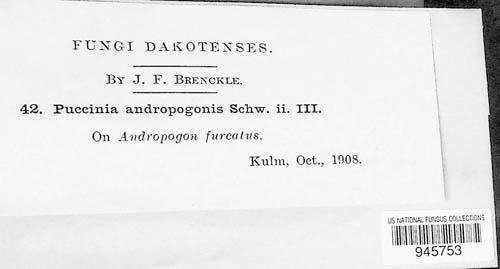 FUNGI DAKOTENSES.
BY J. F. BRENCKLE.
42. Puccinia andropogonis Schw. ii. III.
On Andropogon furcatus.
Kulm, Oct., 1908.
US NATIONAL FUNGUS COLLECTIONS
945753